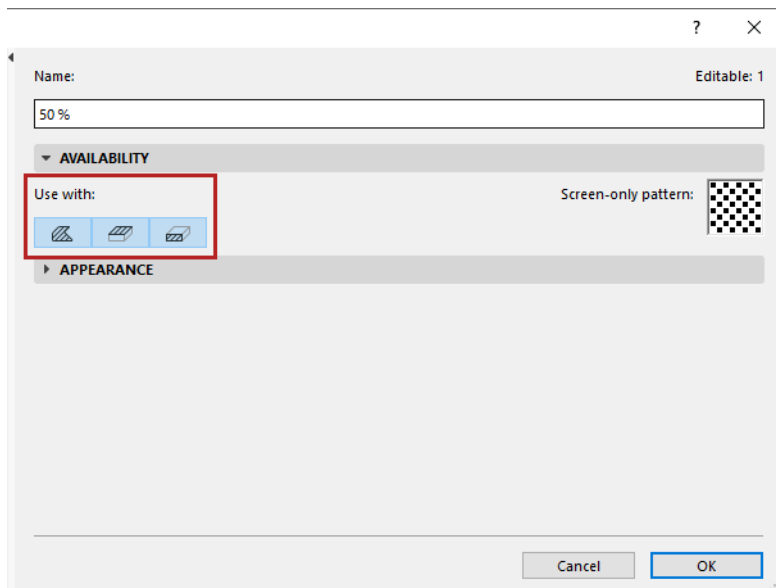 ?
Name:
Editable: 1
50 %
AVAILABILITY
Use with:
Screen-only pattern:
APPEARANCE
Cancel
OK